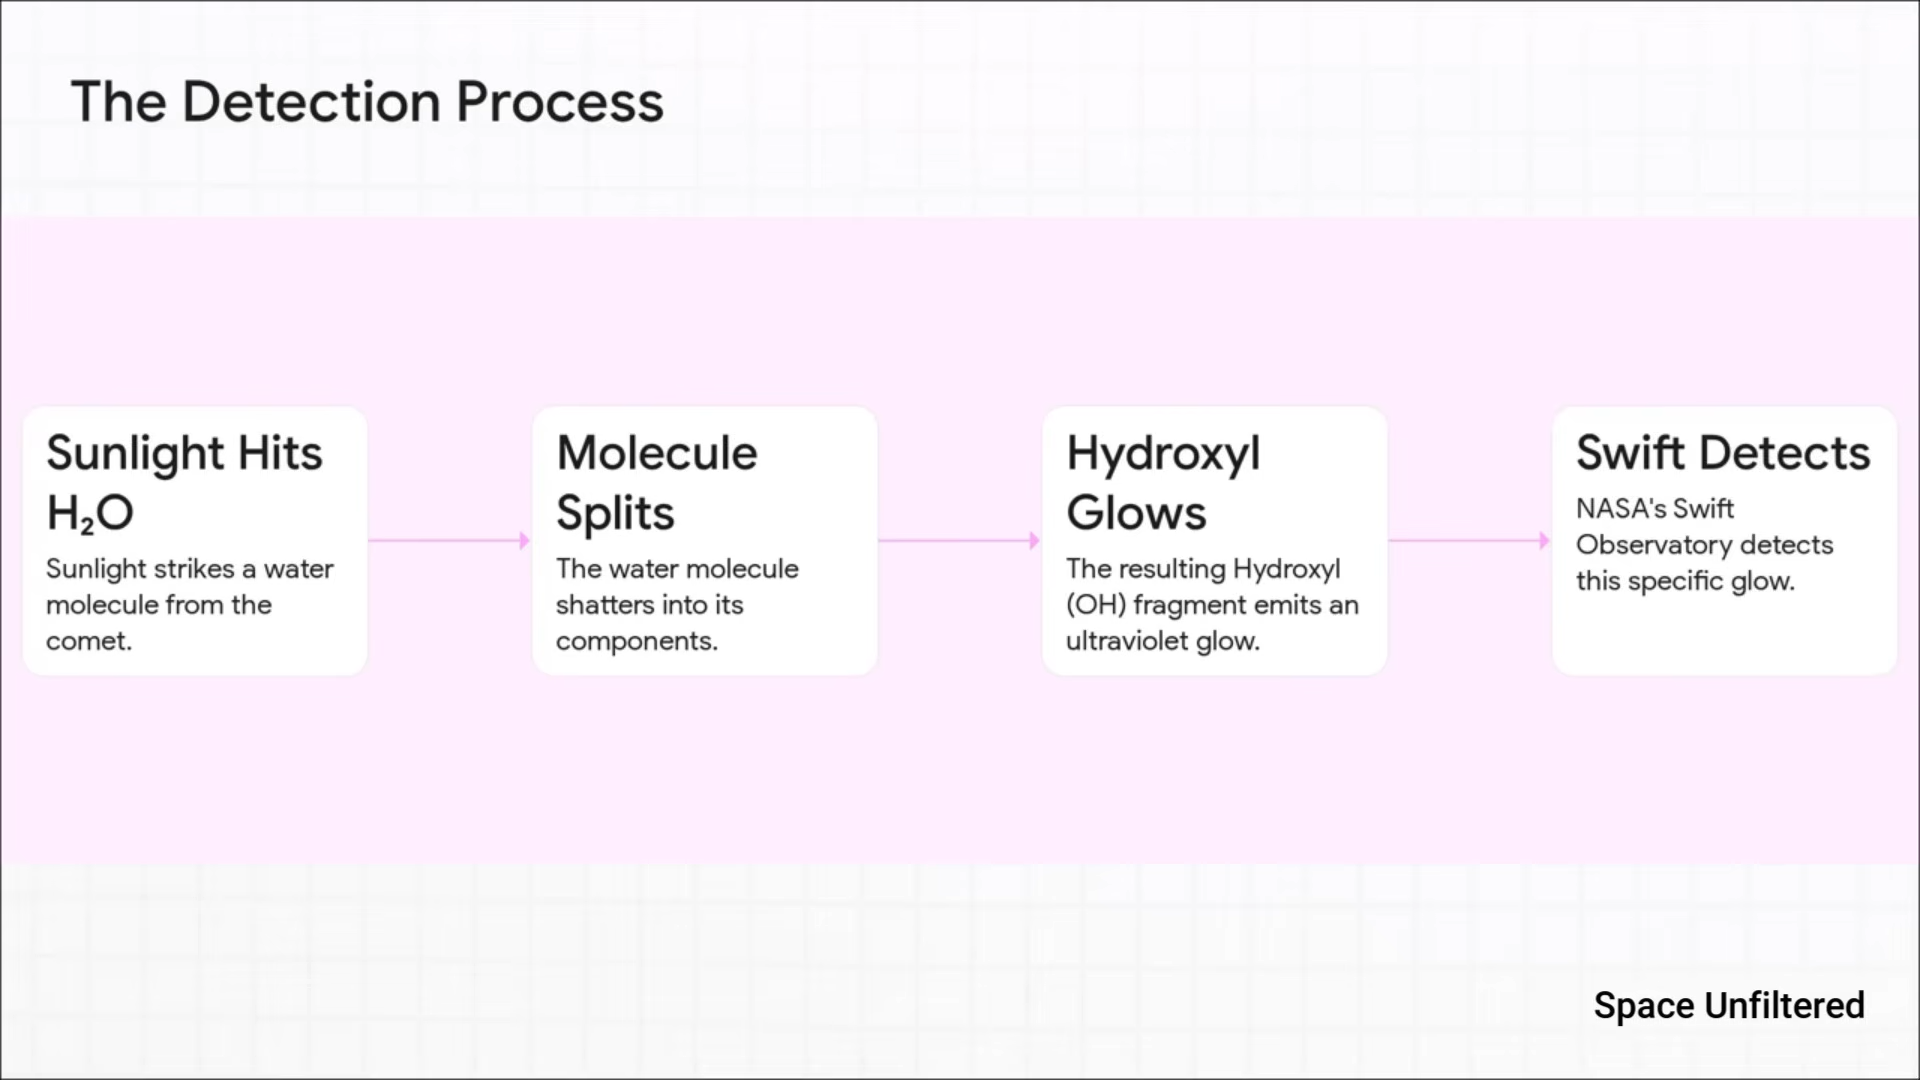 The Detection Process
Sunlight Hits
H₂O
Sunlight strikes a water
molecule from the
comet.
Molecule
Splits
The water molecule
shatters into its
components.
Hydroxyl
Glows
The resulting Hydroxyl
(OH) fragment emits an
ultraviolet glow.
Swift Detects
NASA's Swift
Observatory detects
this specific glow.
Space Unfiltered